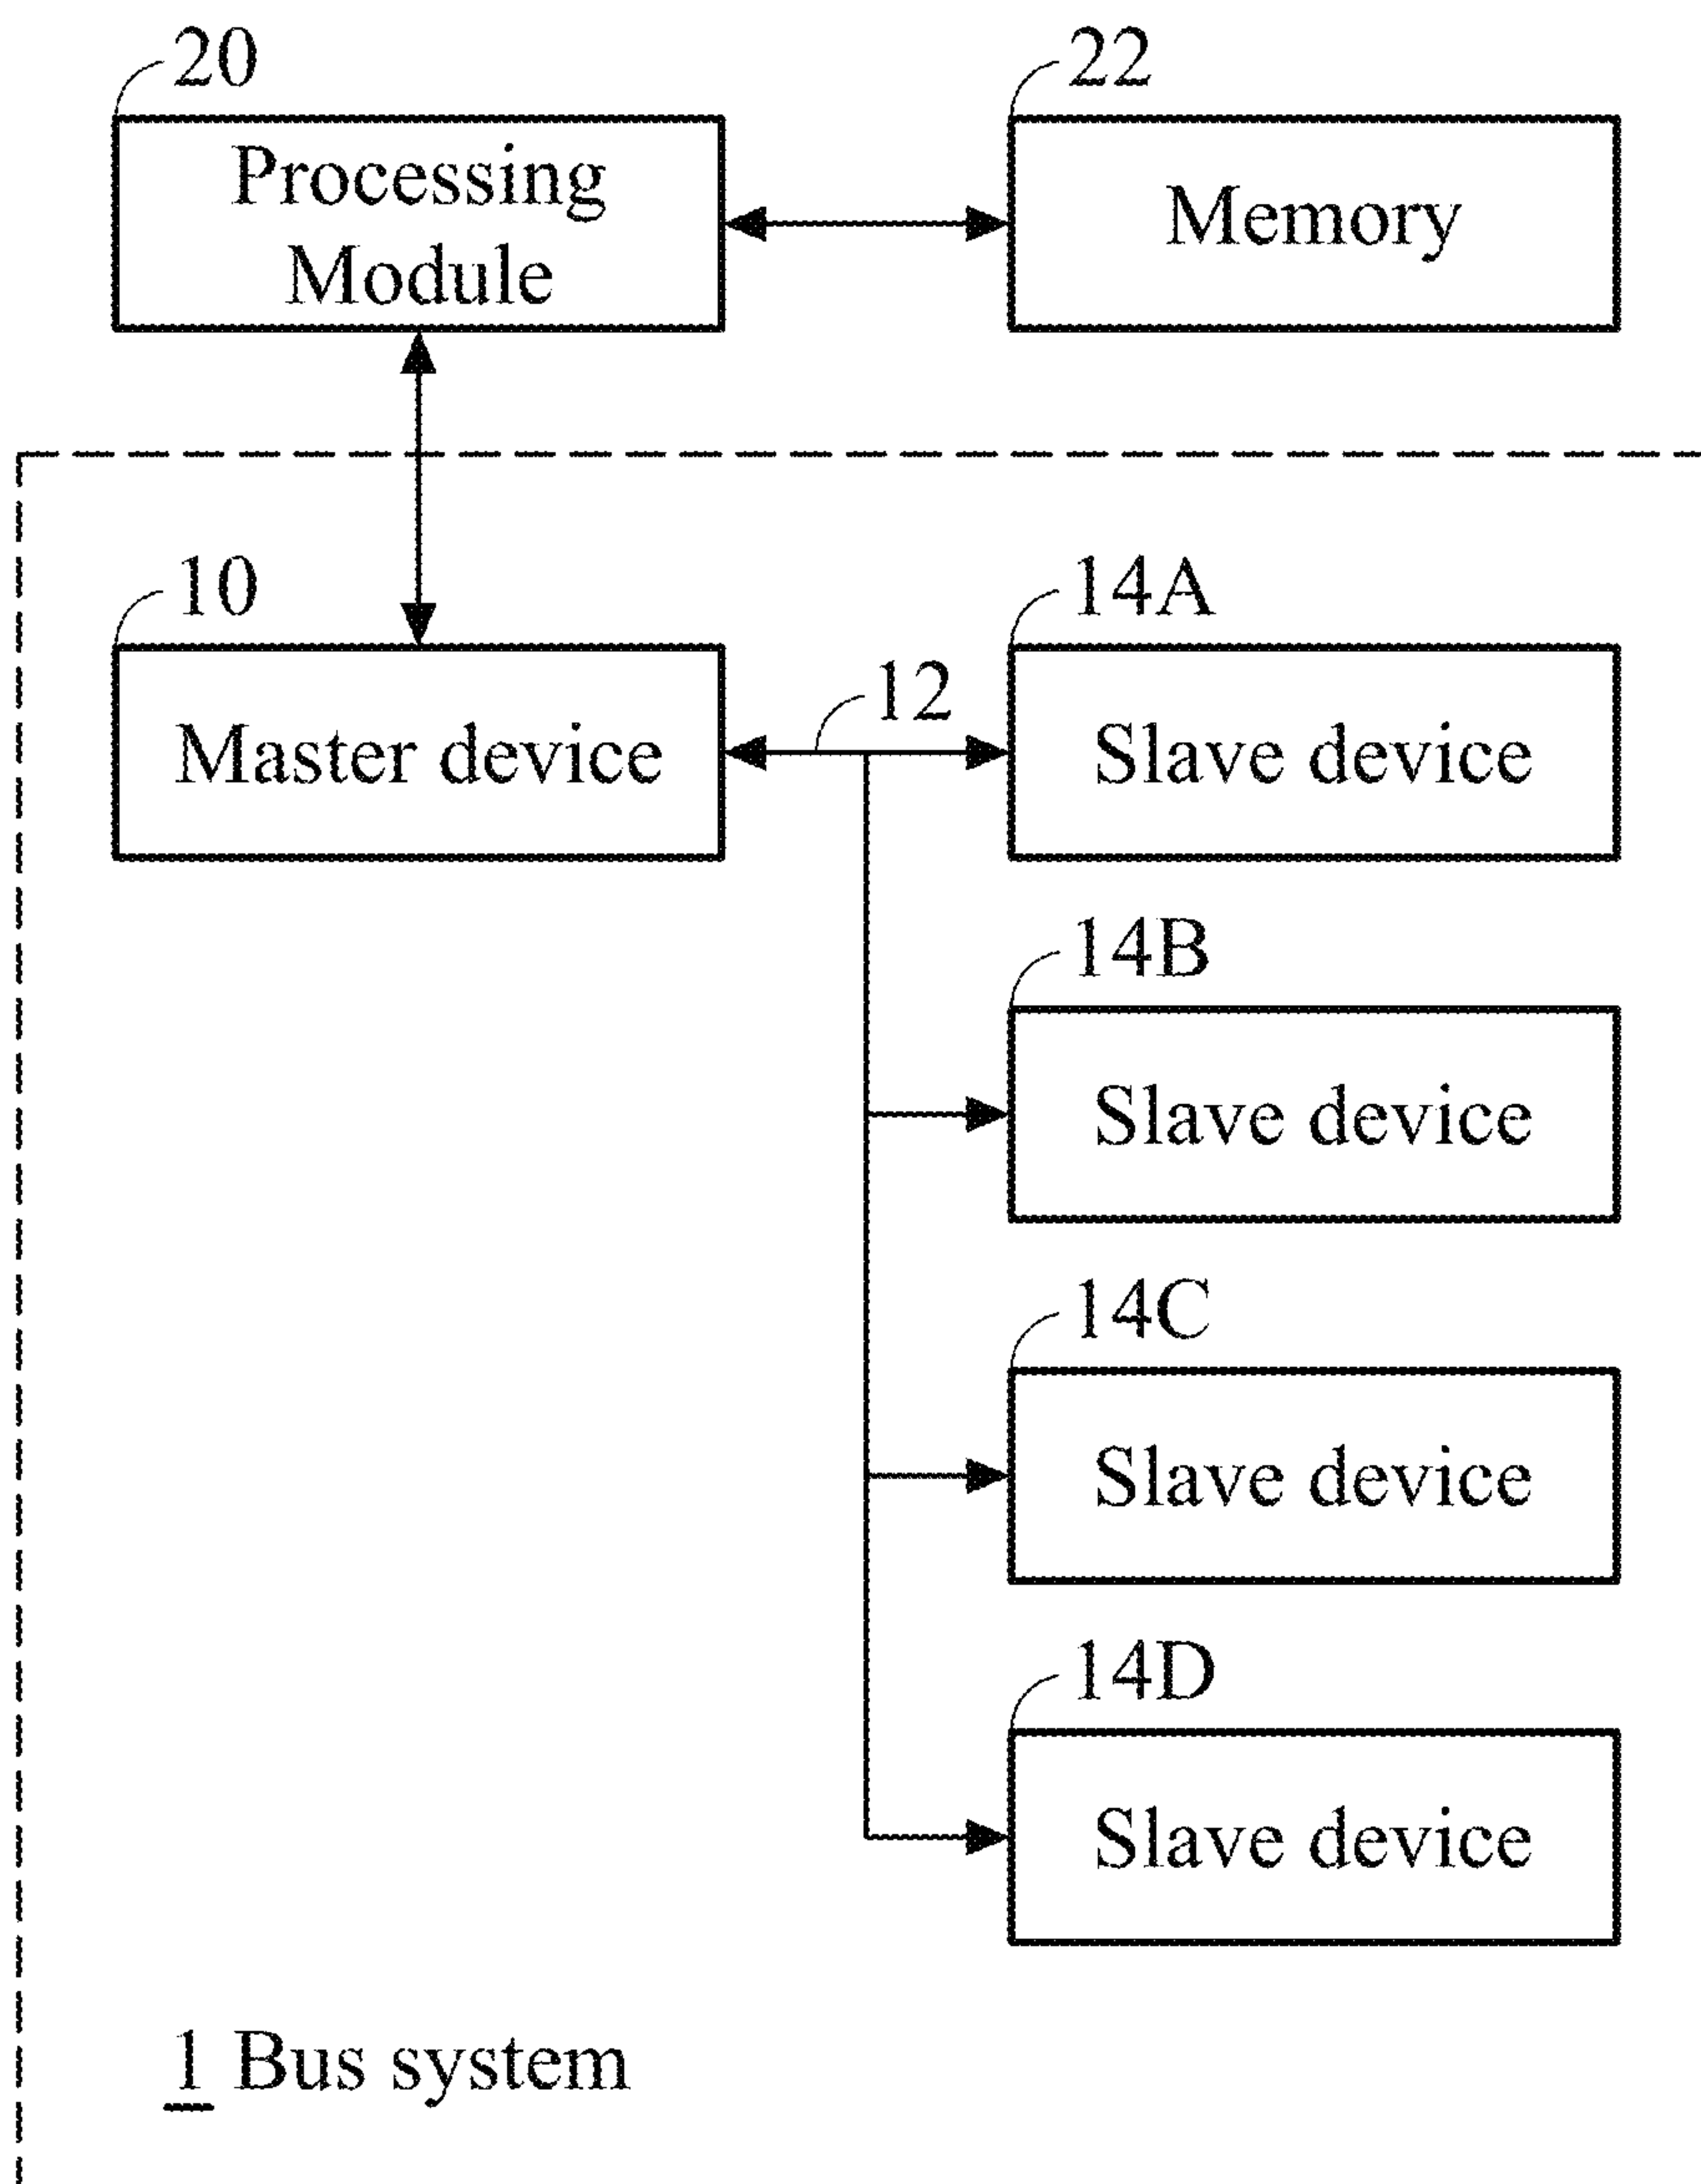 20
Processing
Module
22
Memory
10
Master device
12
14A
Slave device
14B
Slave device
14C
Slave device
14D
Slave device
1 Bus system